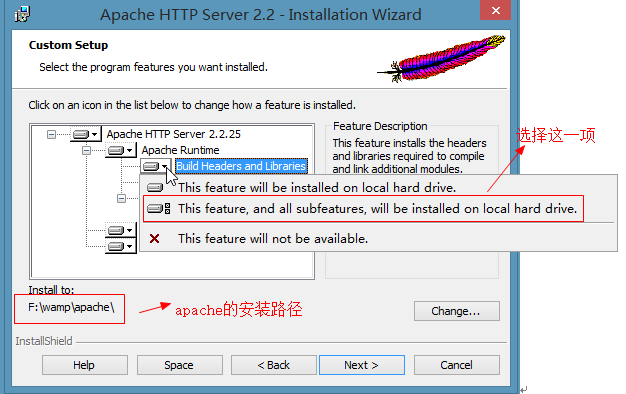 Apache HTTP Server 2.2 - Installation Wizard
Custom Setup
Select the program features you want installed.
Click on an icon in the list below to change how a feature is installed.
Apache HTTP Server 2.2.25
Apache Runtime
Build Headers and Libraries
Feature Description
This feature installs the headers
and libraries required to compile
and link additional modules.
选择这一项
This feature will be installed on local hard drive.
This feature, and all subfeatures, will be installed on local hard drive.
This feature will not be available.
Install to:
F:\wamp\apache\
apache的安装路径
Change...
InstallShield
Help
Space
< Back
Next >
Cancel